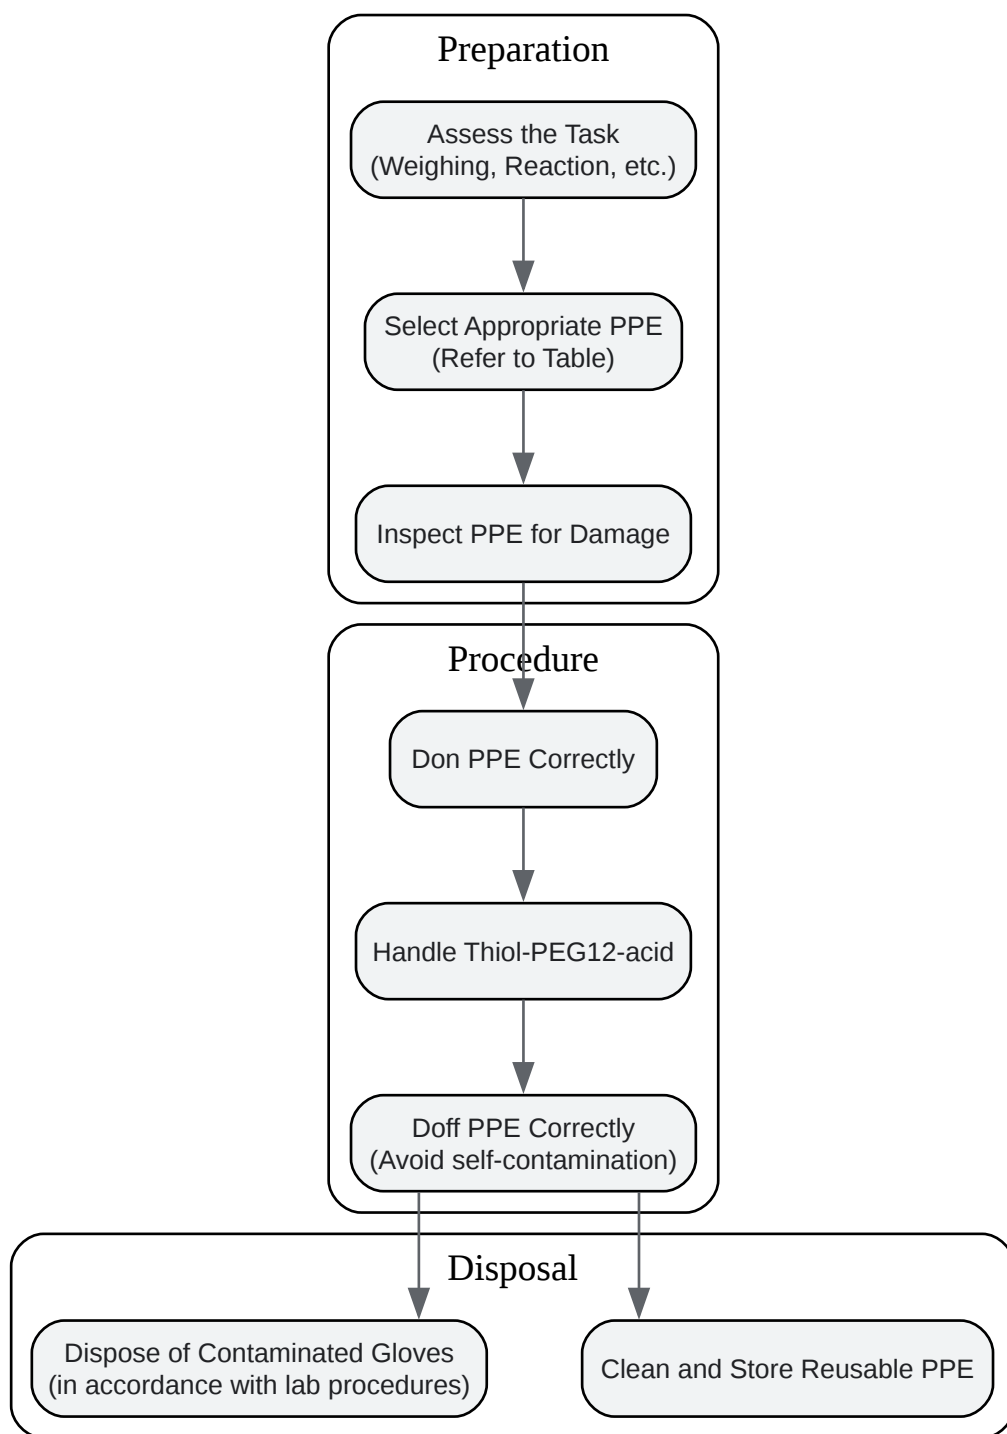 Preparation
Assess the Task
(Weighing, Reaction, etc.)
Select Appropriate PPE
(Refer to Table)
Inspect PPE for Damage
Procedure
Don PPE Correctly
Handle Thiol-PEG12-acid
Doff PPE Correctly
(Avoid self-contamination)
Disposal
Dispose of Contaminated Gloves
(in accordance with lab procedures)
Clean and Store Reusable PPE